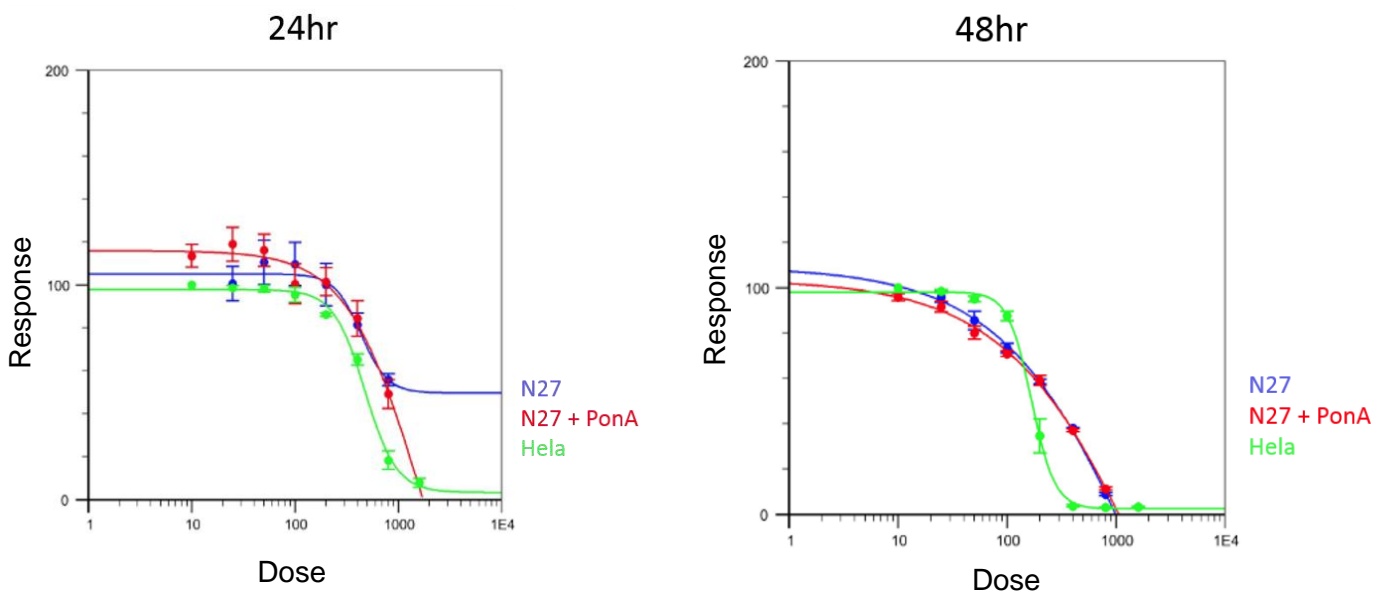 24hr
200
100
0
1
10
100
1000
1E4
Response
Dose
N27
N27 + PonA
Hela
48hr
200
100
0
1
10
100
1000
1E4
Response
Dose
N27
N27 + PonA
Hela